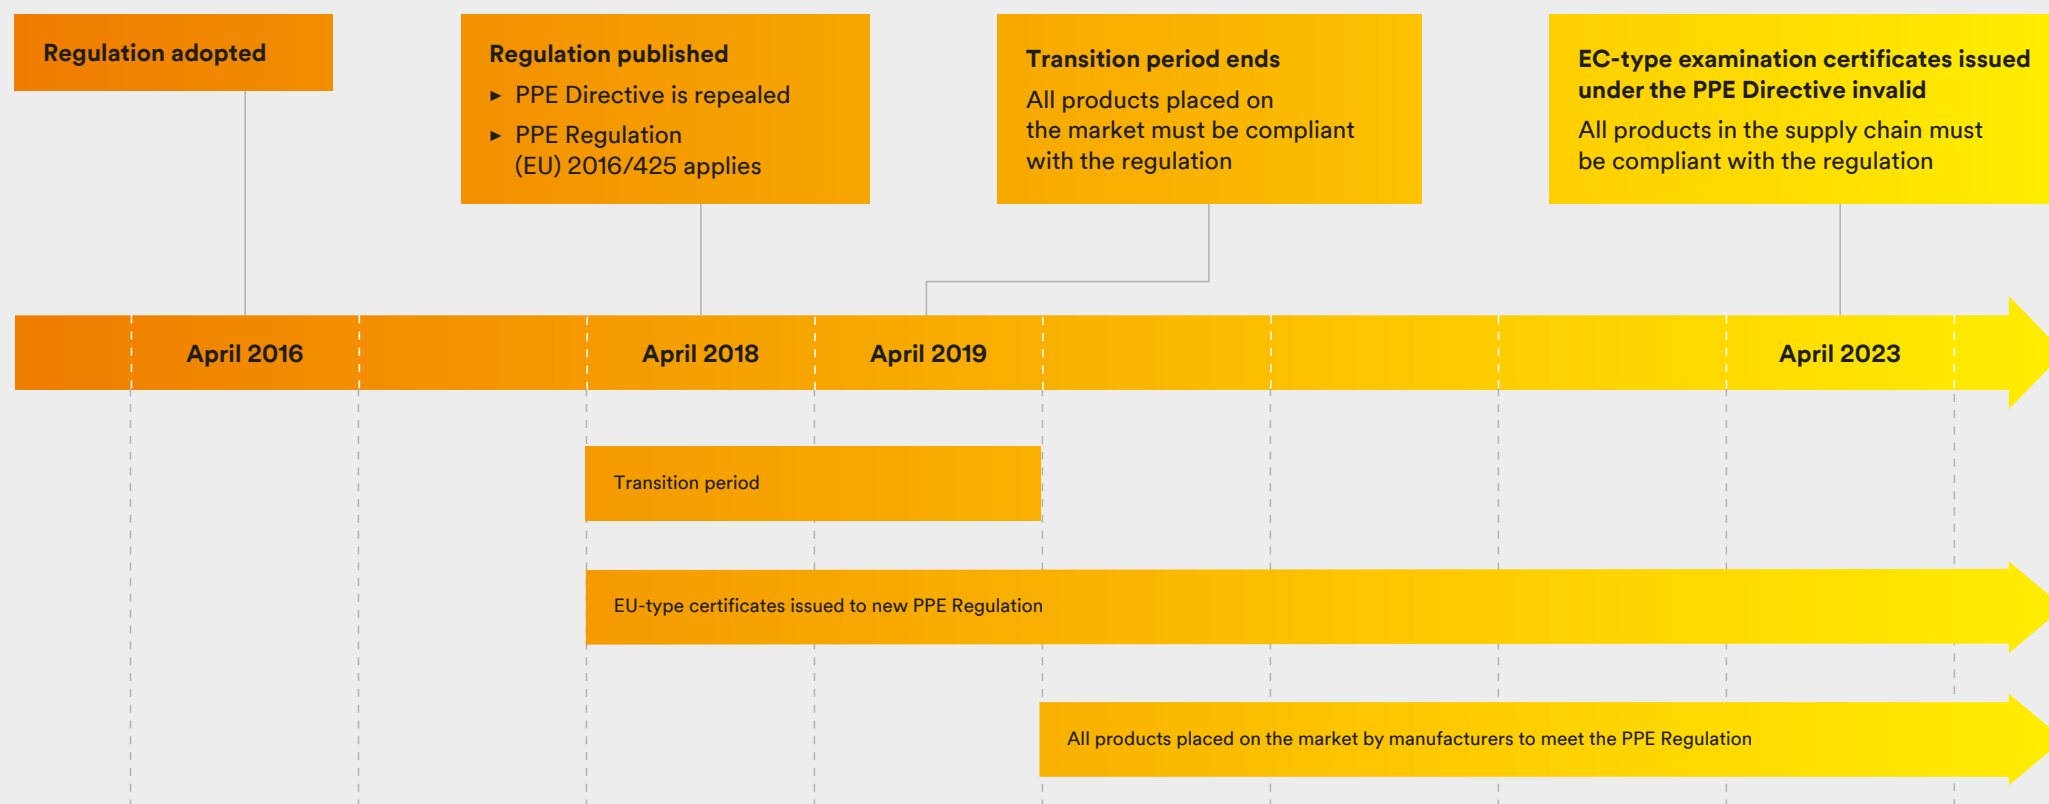 Regulation adopted
Regulation published
► PPE Directive is repealed
► PPE Regulation
(EU) 2016/425 applies
Transition period ends
All products placed on
the market must be compliant
with the regulation
EC-type examination certificates issued
under the PPE Directive invalid
All products in the supply chain must
be compliant with the regulation
April 2016
April 2018
April 2019
April 2023
Transition period
EU-type certificates issued to new PPE Regulation
All products placed on the market by manufacturers to meet the PPE Regulation